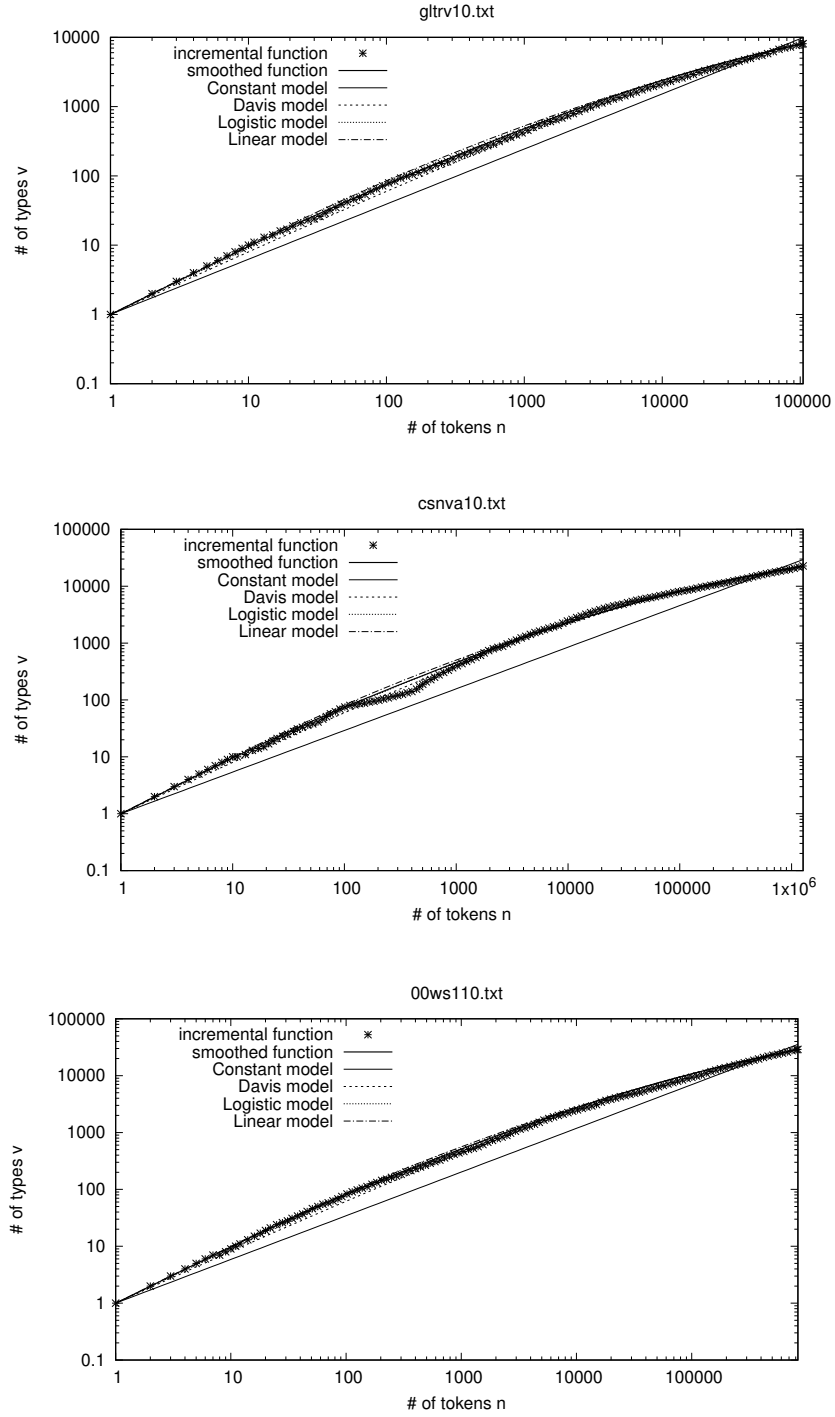 gltrv10.txt
10000
1000
100
10
1
0.1
incremental function
smoothed function
Constant model
Davis model
Logistic model
Linear model
# of types v
1 10 100 1000 10000 100000
# of tokens n
csnva10.txt
100000
10000
1000
100
10
1
0.1
incremental function
smoothed function
Constant model
Davis model
Logistic model
Linear model
# of types v
1 10 100 1000 10000 100000 1x10⁶
# of tokens n
00ws110.txt
100000
10000
1000
100
10
1
0.1
incremental function
smoothed function
Constant model
Davis model
Logistic model
Linear model
# of types v
1 10 100 1000 10000 100000
# of tokens n